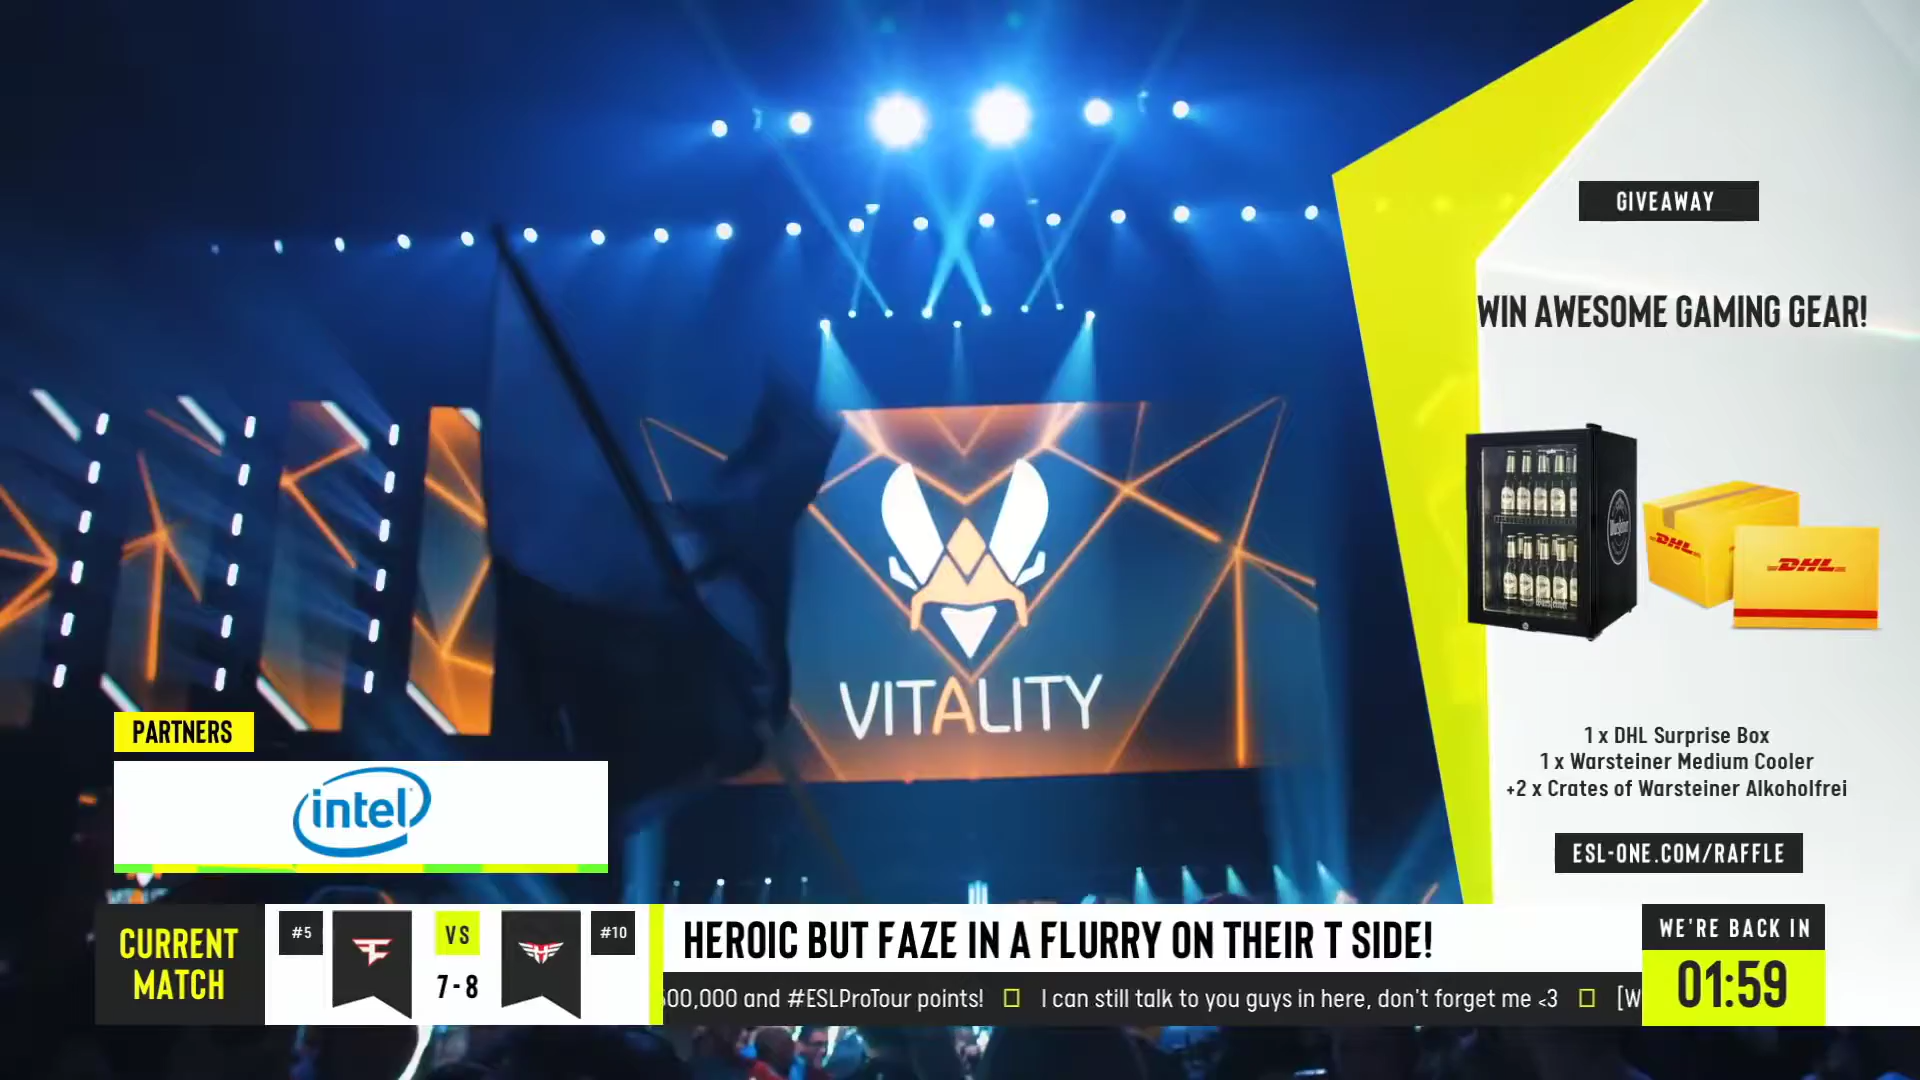 GIVEAWAY
WIN AWESOME GAMING GEAR!
DHL
DHL
Warsteiner
VITALITY
PARTNERS
intel
1 x DHL Surprise Box
1 x Warsteiner Medium Cooler
+2 x Crates of Warsteiner Alkoholfrei
ESL-ONE.COM/RAFFLE
CURRENT
MATCH
#5
VS
#10
7-8
HEROIC BUT FAZE IN A FLURRY ON THEIR T SIDE!
00,000 and #ESLProTour points! I can still talk to you guys in here, don't forget me <3 [W
WE'RE BACK IN
01:59